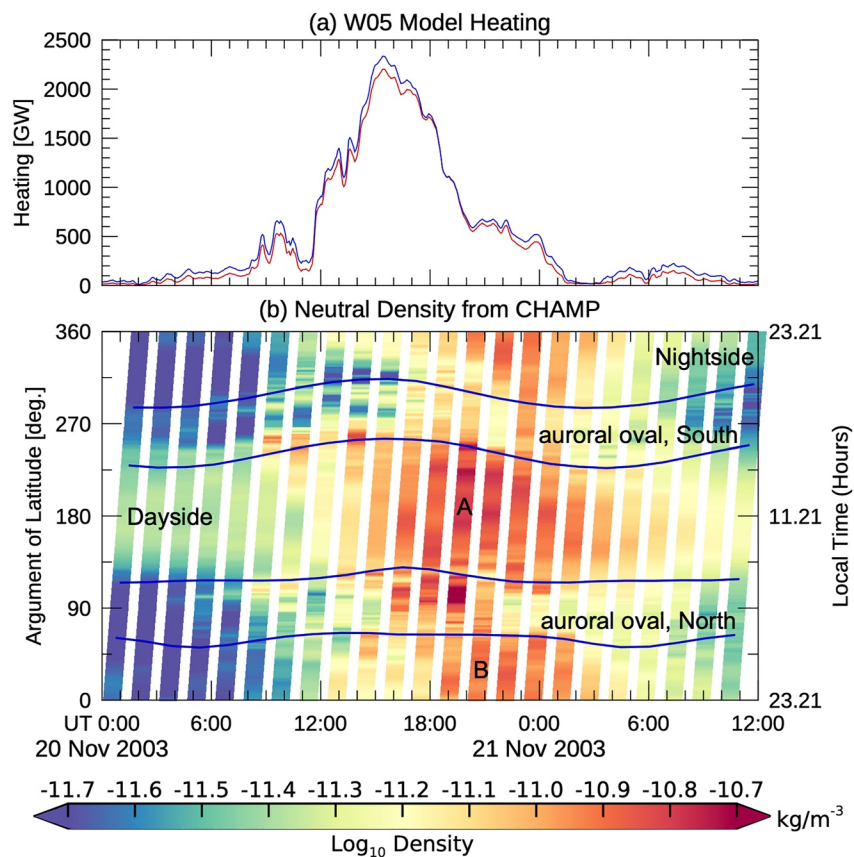 (a) W05 Model Heating
2500
2000
1500
1000
500
0
Heating [GW]
(b) Neutral Density from CHAMP
360
270
180
90
0
Argument of Latitude [deg.]
23.21
11.21
23.21
Local Time (Hours)
Nightside
auroral oval, South
A
Dayside
auroral oval, North
B
UT 0:00 6:00 12:00 18:00 0:00 6:00 12:00
20 Nov 2003 21 Nov 2003
-11.7 -11.6 -11.5 -11.4 -11.3 -11.2 -11.1 -11.0 -10.9 -10.8 -10.7
kg/m⁻³
Log₁₀ Density